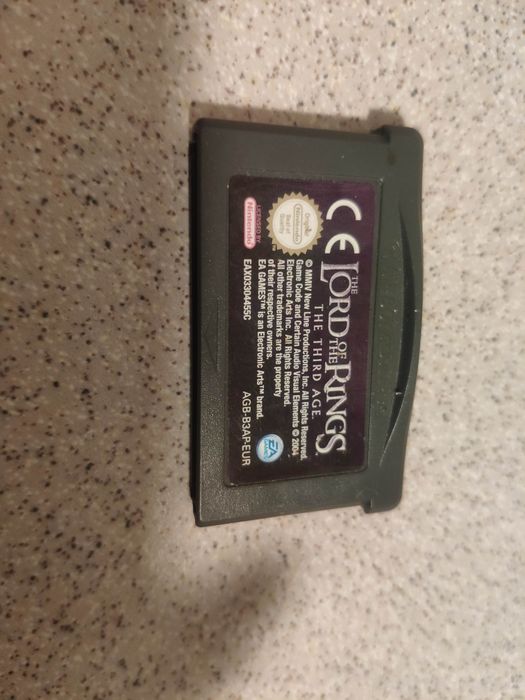 CE
THE
LORD OF THE RINGS
THE THIRD AGE
Original
Nintendo
Seal of
Quality
LICENSED BY
Nintendo
© MMIV New Line Productions, Inc. All Rights Reserved.
Game Code and Certain Audio Visual Elements © 2004
Electronic Arts Inc. All Rights Reserved.
All other trademarks are the property
of their respective owners.
EA GAMES™ is an Electronic Arts™ brand.
EA
GAMES
EAX03304455C
AGB-B3AP-EUR